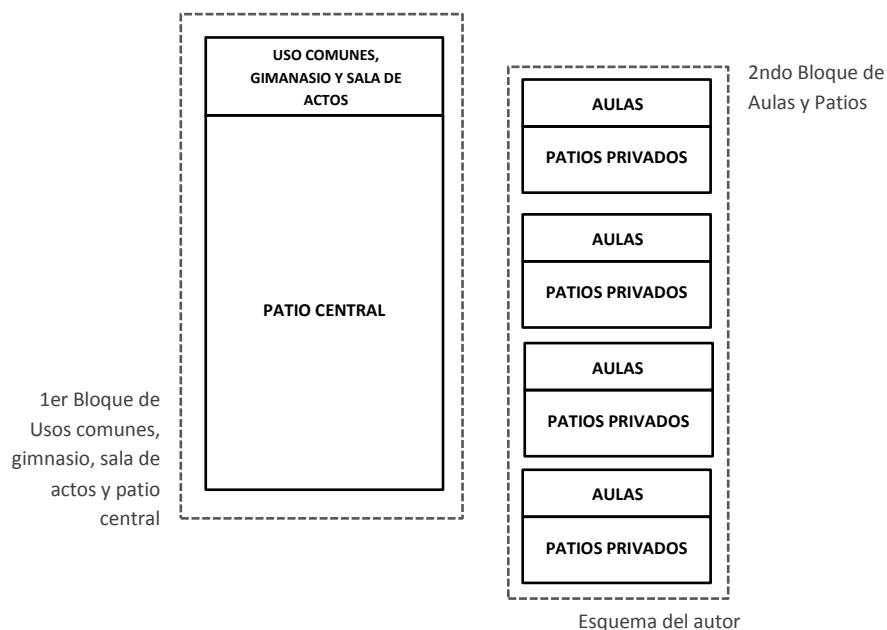 USO COMUNES,
GIMANASIO Y SALA DE
ACTOS
PATIO CENTRAL
1er Bloque de
Usos comunes,
gimnasio, sala de
actos y patio
central
2ndo Bloque de
Aulas y Patios
AULAS
PATIOS PRIVADOS
AULAS
PATIOS PRIVADOS
AULAS
PATIOS PRIVADOS
AULAS
PATIOS PRIVADOS
Esquema del autor